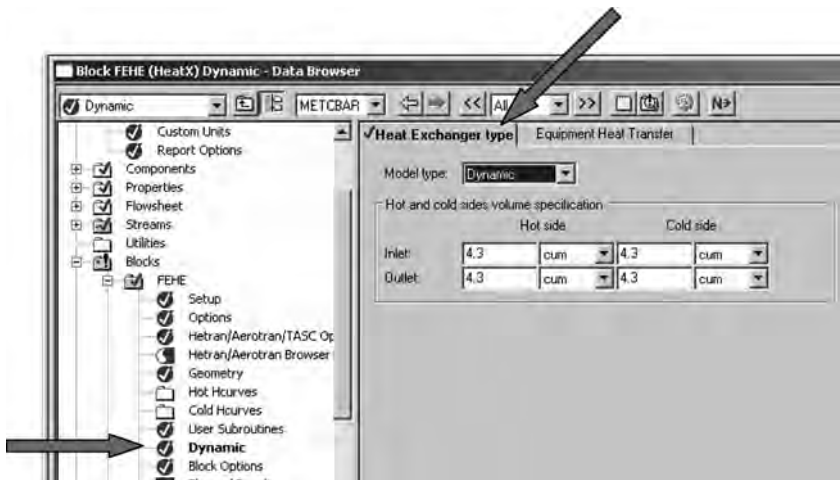 Block FEHE (HeatX) Dynamic - Data Browser
Dynamic METCBAR << All >> N>
Custom Units
Report Options
Components
Properties
Flowsheet
Streams
Utilities
Blocks
FEHE
Setup
Options
Hetran/Aerotran/TASC Op
Hetran/Aerotran Browser
Geometry
Hot Hcurves
Cold Hcurves
User Subroutines
Dynamic
Block Options
Heat Exchanger type Equipment Heat Transfer
Model type: Dynamic
Hot and cold sides volume specification
Hot side Cold side
Inlet: 4.3 cum 4.3 cum
Outlet: 4.3 cum 4.3 cum